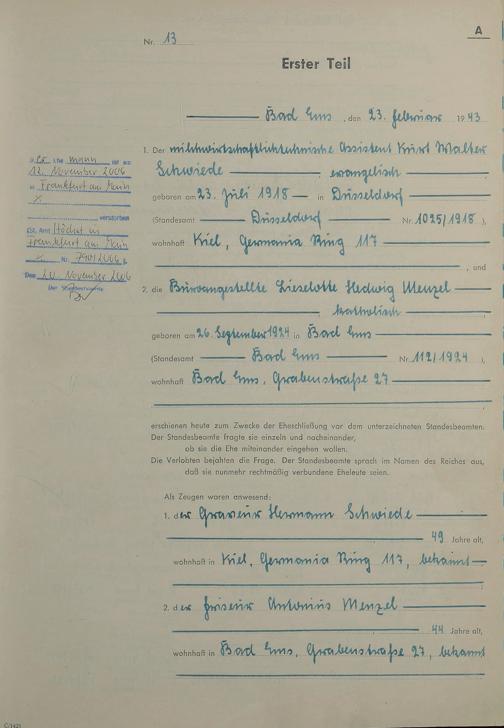 A
Nr. 13
Erster Teil
Bad Ems, den 23. Februar 1943
1. Der milchwirtschaftlichtechnische Assistent Kurt Walter
Schwiede evangelisch
geboren am 23. Juli 1918 in Düsseldorf
(Standesamt Düsseldorf Nr. 1025/1918),
wohnhaft Kiel, Germania Ring 117
, und
2. die Büroangestellte Lieselotte Hedwig Menzel
katholisch
geboren am 26. September 1924 in Bad Ems
(Standesamt Bad Ems Nr. 112/1924),
wohnhaft Bad Ems, Grabenstraße 27
erschienen heute zum Zwecke der Eheschließung vor dem unterzeichneten Standesbeamten.
Der Standesbeamte fragte sie einzeln und nacheinander,
ob sie die Ehe miteinander eingehen wollen.
Die Verlobten bejahten die Frage. Der Standesbeamte sprach im Namen des Reiches aus,
daß sie nunmehr rechtmäßig verbundene Eheleute seien.
Als Zeugen waren anwesend:
1. der Graveur Hermann Schwiede
49 Jahre alt,
wohnhaft in Kiel, Germania Ring 117, bekannt
2. der Friseur Antonius Menzel
44 Jahre alt,
wohnhaft in Bad Ems, Grabenstraße 27, bekannt
Ehemann ist am
12. November 2006
in Frankfurt am Main
verstorben
Höchst in
Frankfurt am Main
Nr.
Den 20. November 2006
Der Standesbeamte
C/1421